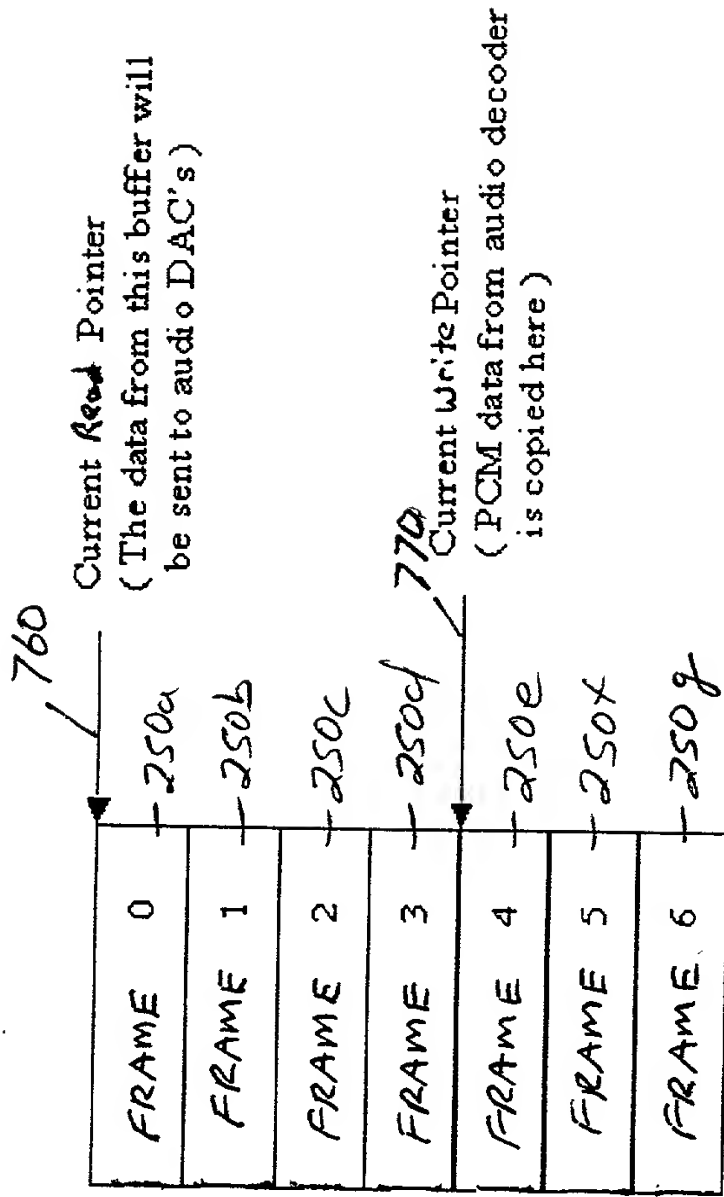 760
Current Read Pointer
( The data from this buffer will
be sent to audio DAC's )
FRAME 0
250a
FRAME 1
250b
FRAME 2
250c
FRAME 3
250d
770
Current Write Pointer
( PCM data from audio decoder
is copied here )
FRAME 4
250e
FRAME 5
250f
FRAME 6
250g